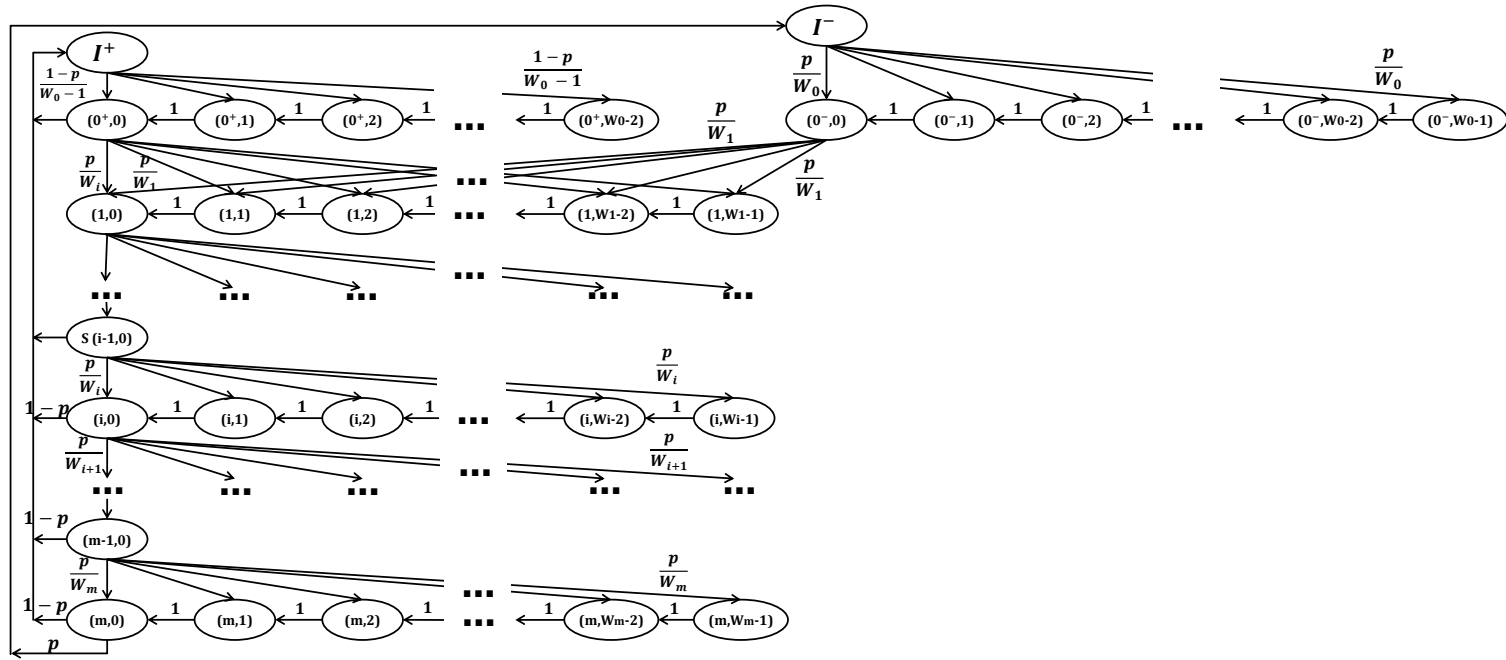 I⁻
I⁺
1 − p / W₀ − 1
1 − p / W₀ − 1
p / W₀
p / W₀
(0⁺,0) 1 (0⁺,1) 1 (0⁺,2) 1 ... 1 (0⁺,W₀-2)
(0⁻,0) 1 (0⁻,1) 1 (0⁻,2) 1 ... 1 (0⁻,W₀-2) 1 (0⁻,W₀-1)
p / W₁
p / Wᵢ
p / W₁
...
p / W₁
(1,0) 1 (1,1) 1 (1,2) 1 ... 1 (1,W₁-2) 1 (1,W₁-1)
...
... ... ... ... ...
S (i-1,0)
p / Wᵢ
...
p / Wᵢ
1 − p
(i,0) 1 (i,1) 1 (i,2) 1 ... 1 (i,Wᵢ-2) 1 (i,Wᵢ-1)
p / Wᵢ₊₁
...
p / Wᵢ₊₁
... ... ... ... ...
1 − p
(m-1,0)
p / Wₘ
...
p / Wₘ
1 − p
(m,0) 1 (m,1) 1 (m,2) 1 ... 1 (m,Wₘ-2) 1 (m,Wₘ-1)
p